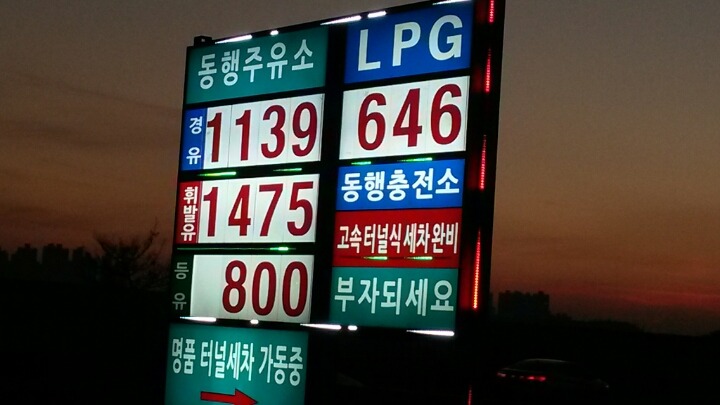 동행주유소
경유 1139
휘발유 1475
등유 800
명품 터널세차 가동중
LPG
646
동행충전소
고속 터널식 세차 완비
부자되세요